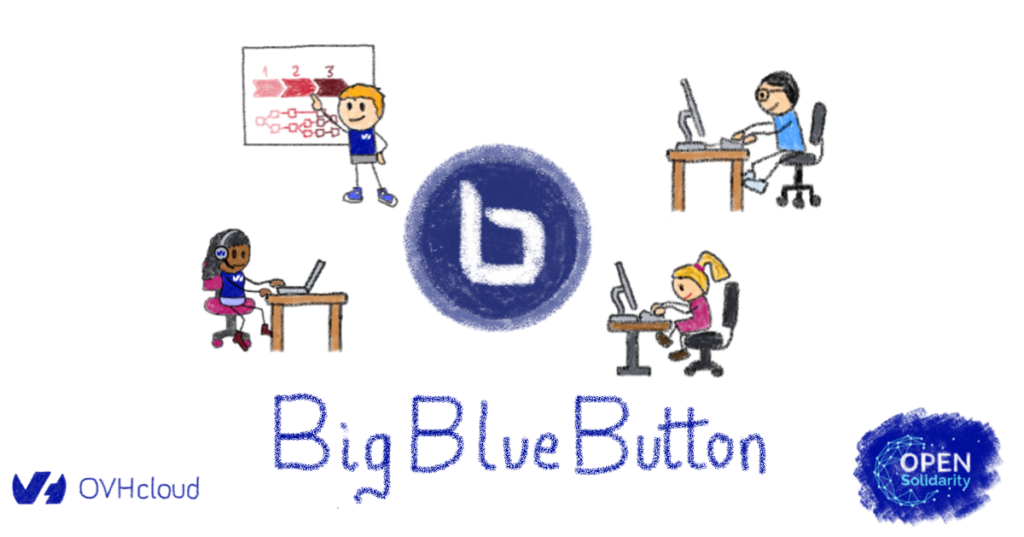 1 2 3
BigBlueButton
OVHcloud
OPEN
Solidarity